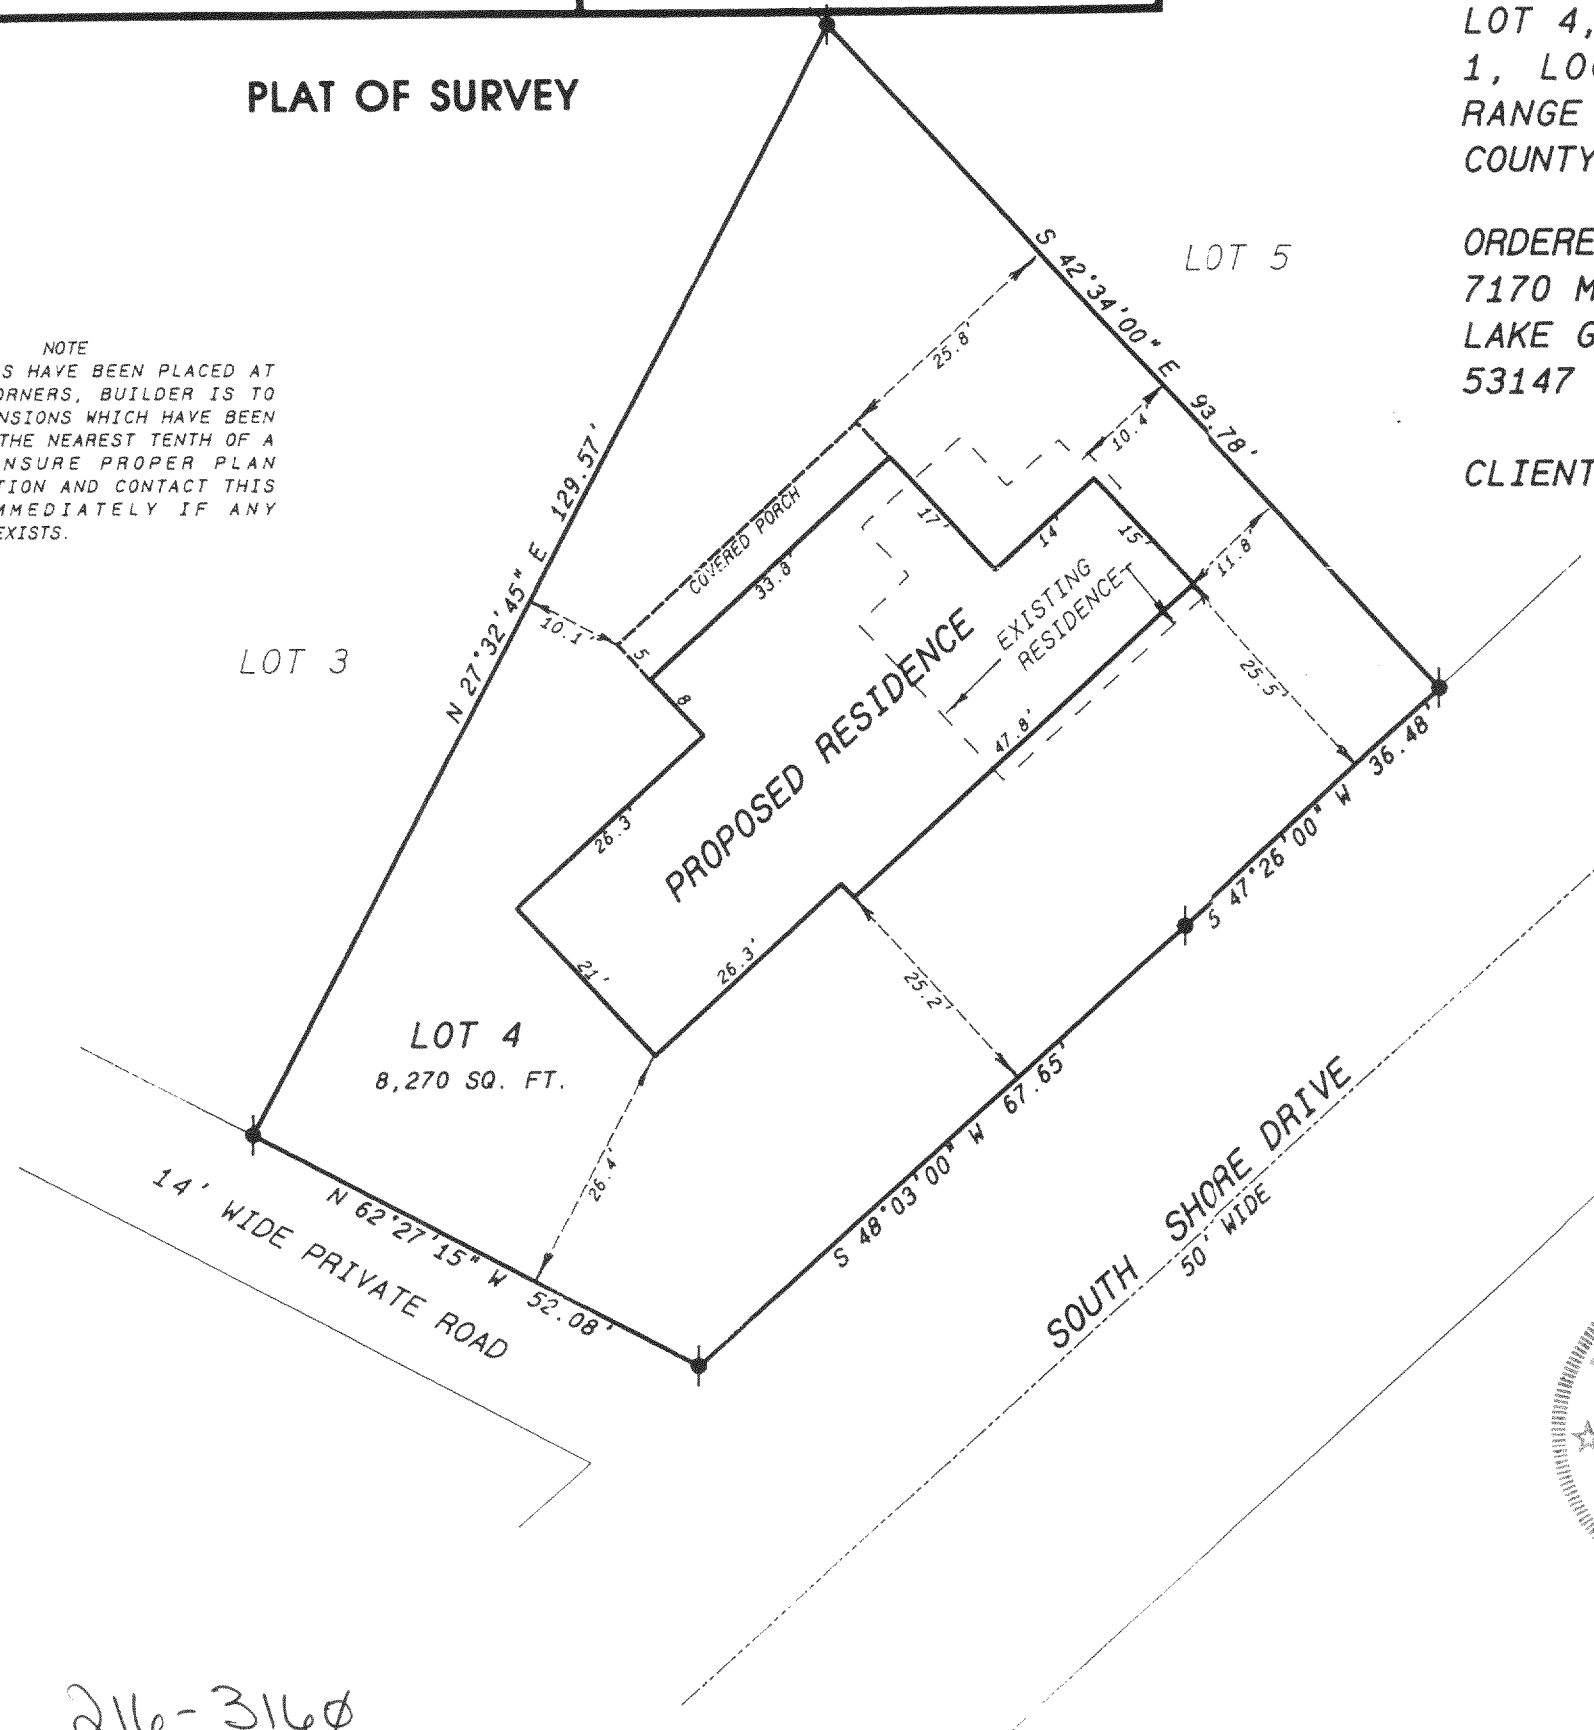 PLAT OF SURVEY
LOT 4,
1, LOC
RANGE
COUNTY
ORDERE
7170 M
LAKE G
53147
CLIENT
NOTE
S HAVE BEEN PLACED AT
ORNERS, BUILDER IS TO
NSIONS WHICH HAVE BEEN
THE NEAREST TENTH OF A
ENSURE PROPER PLAN
TION AND CONTACT THIS
MMEDIATELY IF ANY
EXISTS.
LOT 5
S 42°34'00" E 93.78'
25.8'
10.4
N 27°32'45" E 129.57'
COVERED PORCH
33.8'
17'
14'
15'
11.8'
EXISTING
RESIDENCE
10.1'
5
8
LOT 3
25.5'
47.8'
PROPOSED RESIDENCE
26.3'
36.48'
S 47°26'00" W
21'
26.3'
25.2'
LOT 4
8,270 SQ. FT.
26.4'
S 48°03'00" W 67.65'
N 62°27'15" W 52.08'
14' WIDE PRIVATE ROAD
SOUTH SHORE DRIVE
50' WIDE
216-3160